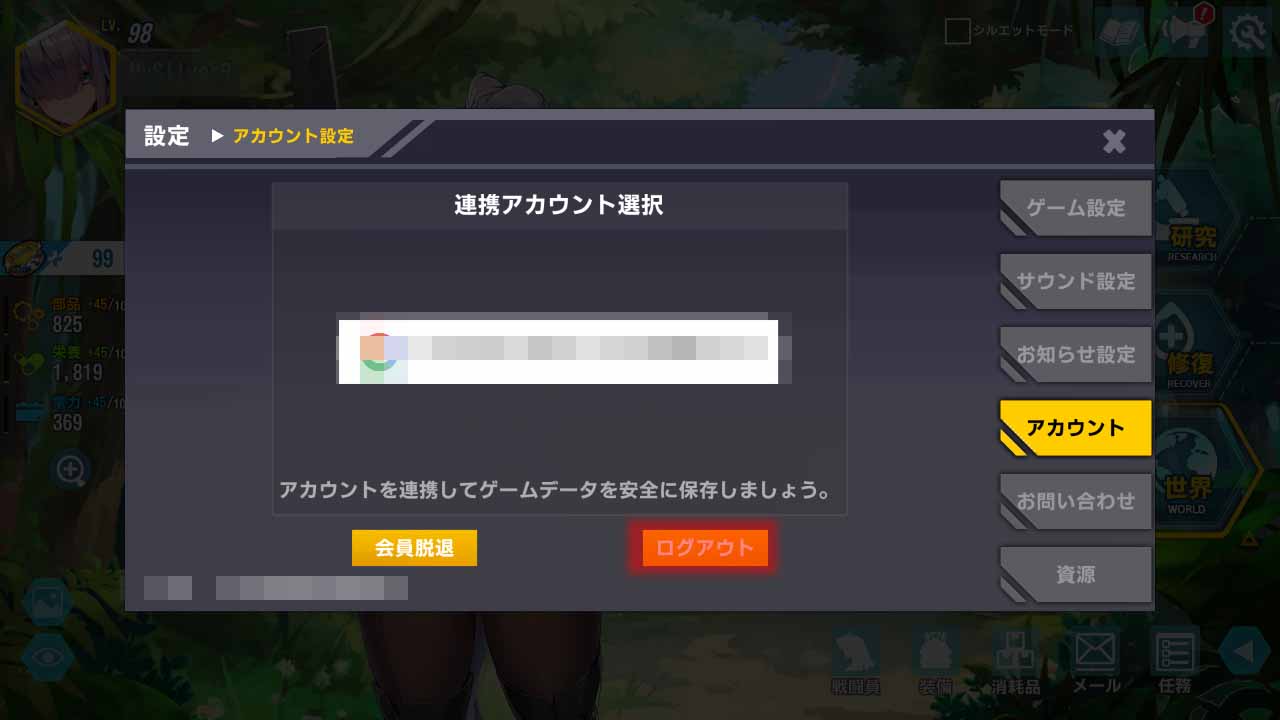 LV. 98
シルエットモード
設定 ▶ アカウント設定
連携アカウント選択
アカウントを連携してゲームデータを安全に保存しましょう。
会員脱退
ログアウト
ゲーム設定
サウンド設定
お知らせ設定
アカウント
お問い合わせ
資源
99
部品 +45/10
825
栄養 +45/10
1,819
電力 +45/10
369
研究
RESEARCH
修復
RECOVER
世界
WORLD
戦闘員
装備
消耗品
メール
任務